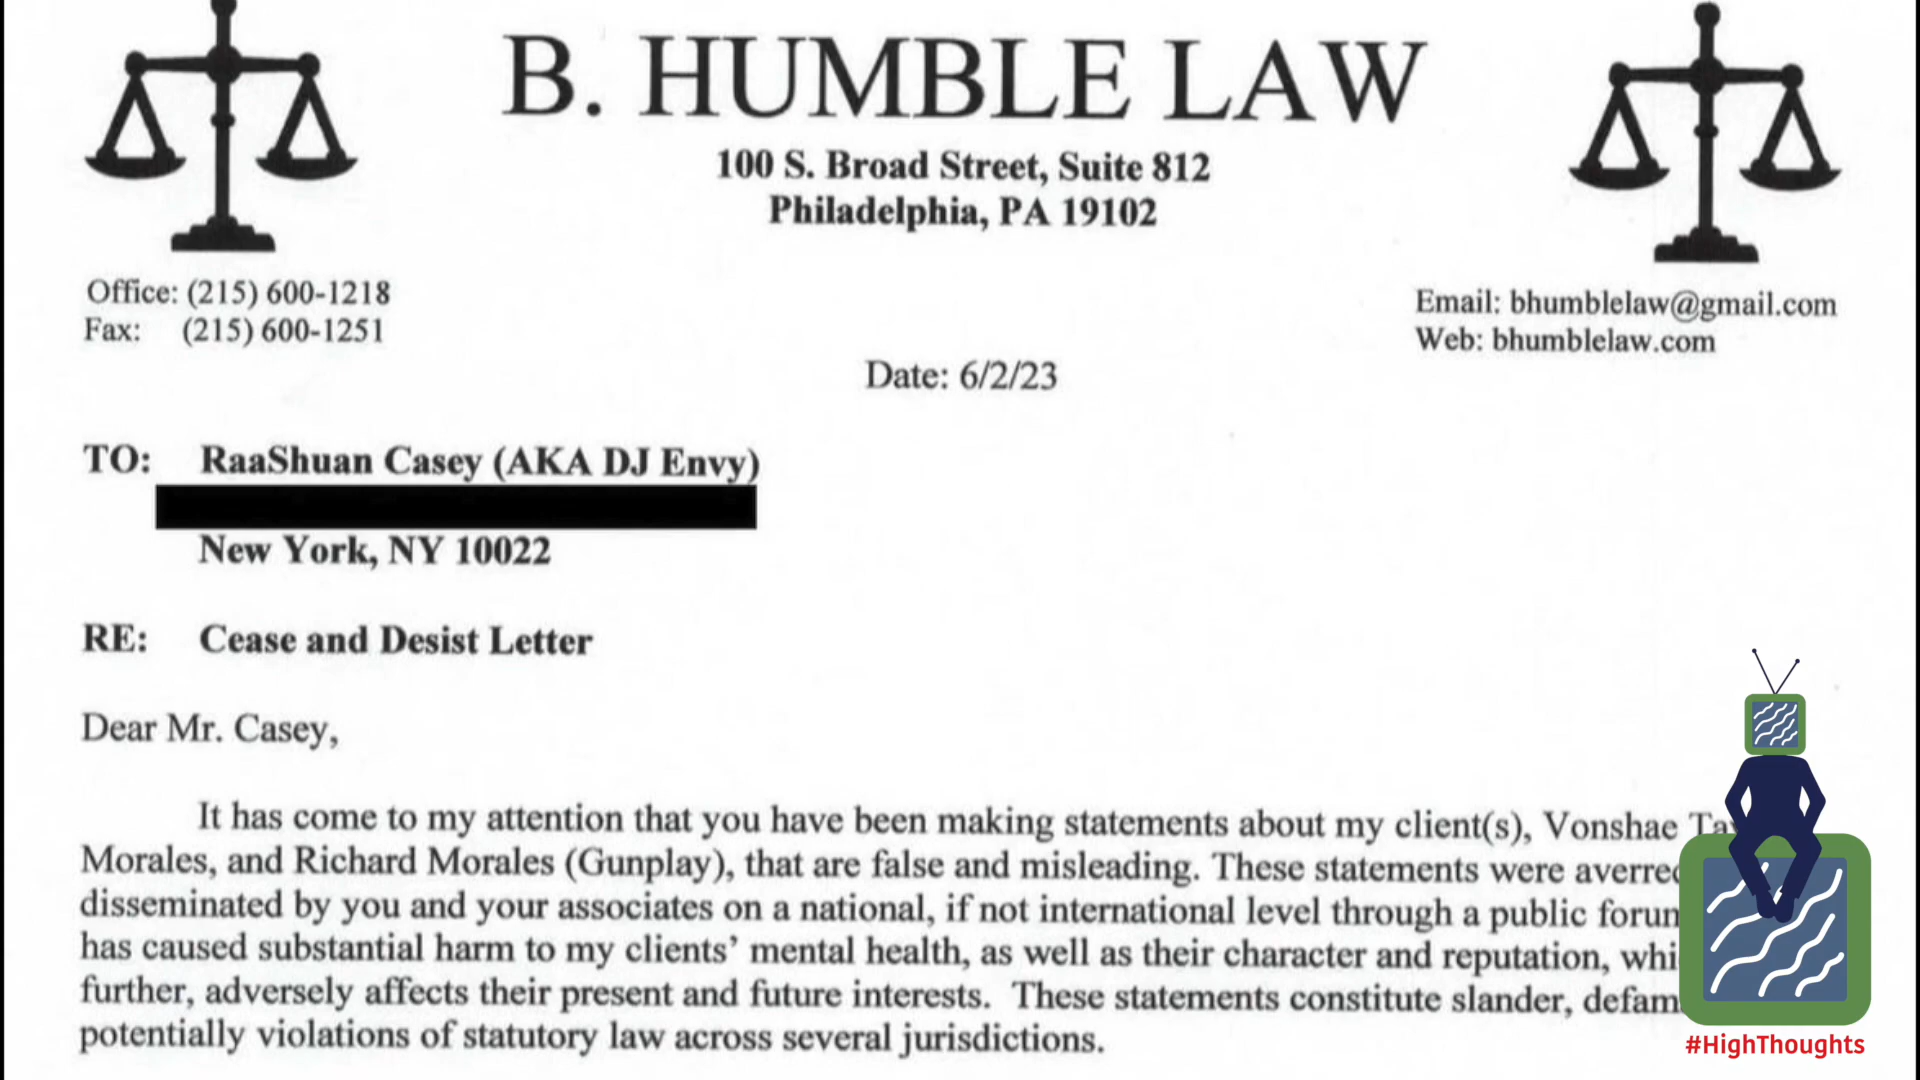 B. HUMBLE LAW
100 S. Broad Street, Suite 812
Philadelphia, PA 19102
Office: (215) 600-1218
Fax: (215) 600-1251
Email: bhumblelaw@gmail.com
Web: bhumblelaw.com
Date: 6/2/23
TO: RaaShuan Casey (AKA DJ Envy)
New York, NY 10022
RE: Cease and Desist Letter
Dear Mr. Casey,
It has come to my attention that you have been making statements about my client(s), Vonshae
Morales, and Richard Morales (Gunplay), that are false and misleading. These statements were
disseminated by you and your associates on a national, if not international level through a public
has caused substantial harm to my clients' mental health, as well as their character and reputation,
further, adversely affects their present and future interests. These statements constitute slander,
potentially violations of statutory law across several jurisdictions.
#HighThoughts